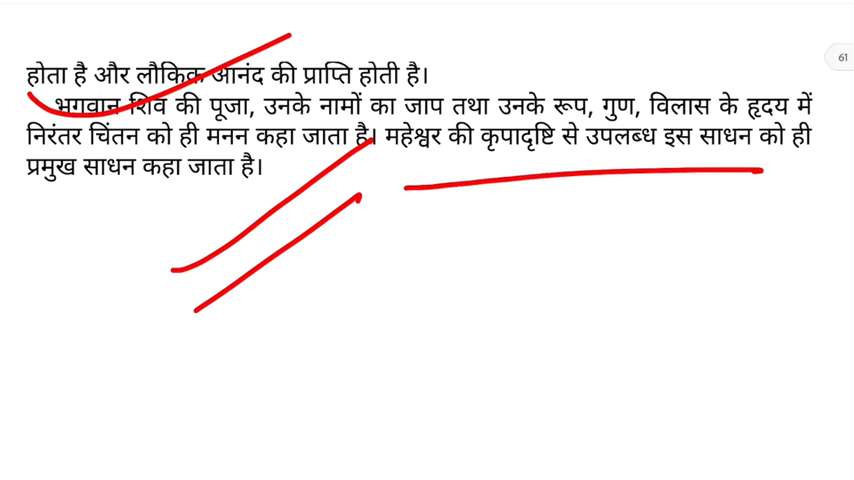 61
होता है और लौकिक आनंद की प्राप्ति होती है।
भगवान शिव की पूजा, उनके नामों का जाप तथा उनके रूप, गुण, विलास के हृदय में
निरंतर चिंतन को ही मनन कहा जाता है। महेश्वर की कृपादृष्टि से उपलब्ध इस साधन को ही
प्रमुख साधन कहा जाता है।